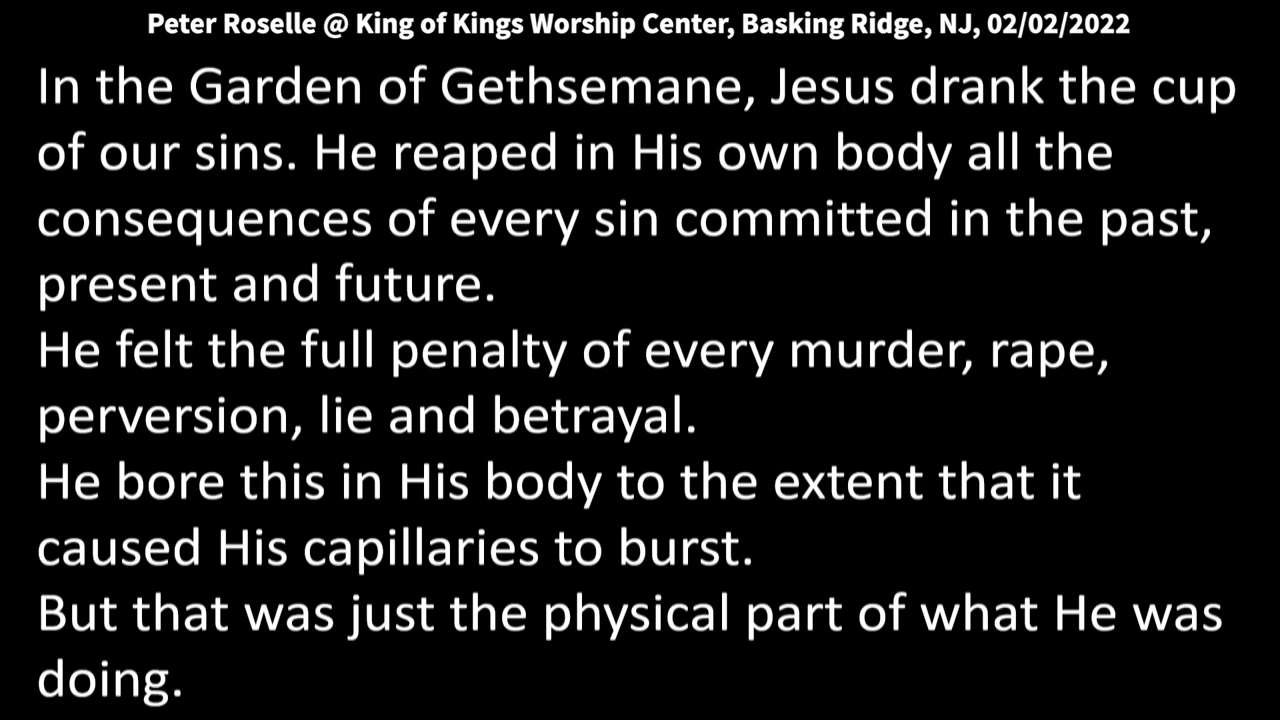 Peter Roselle @ King of Kings Worship Center, Basking Ridge, NJ, 02/02/2022
In the Garden of Gethsemane, Jesus drank the cup
of our sins. He reaped in His own body all the
consequences of every sin committed in the past,
present and future.
He felt the full penalty of every murder, rape,
perversion, lie and betrayal.
He bore this in His body to the extent that it
caused His capillaries to burst.
But that was just the physical part of what He was
doing.